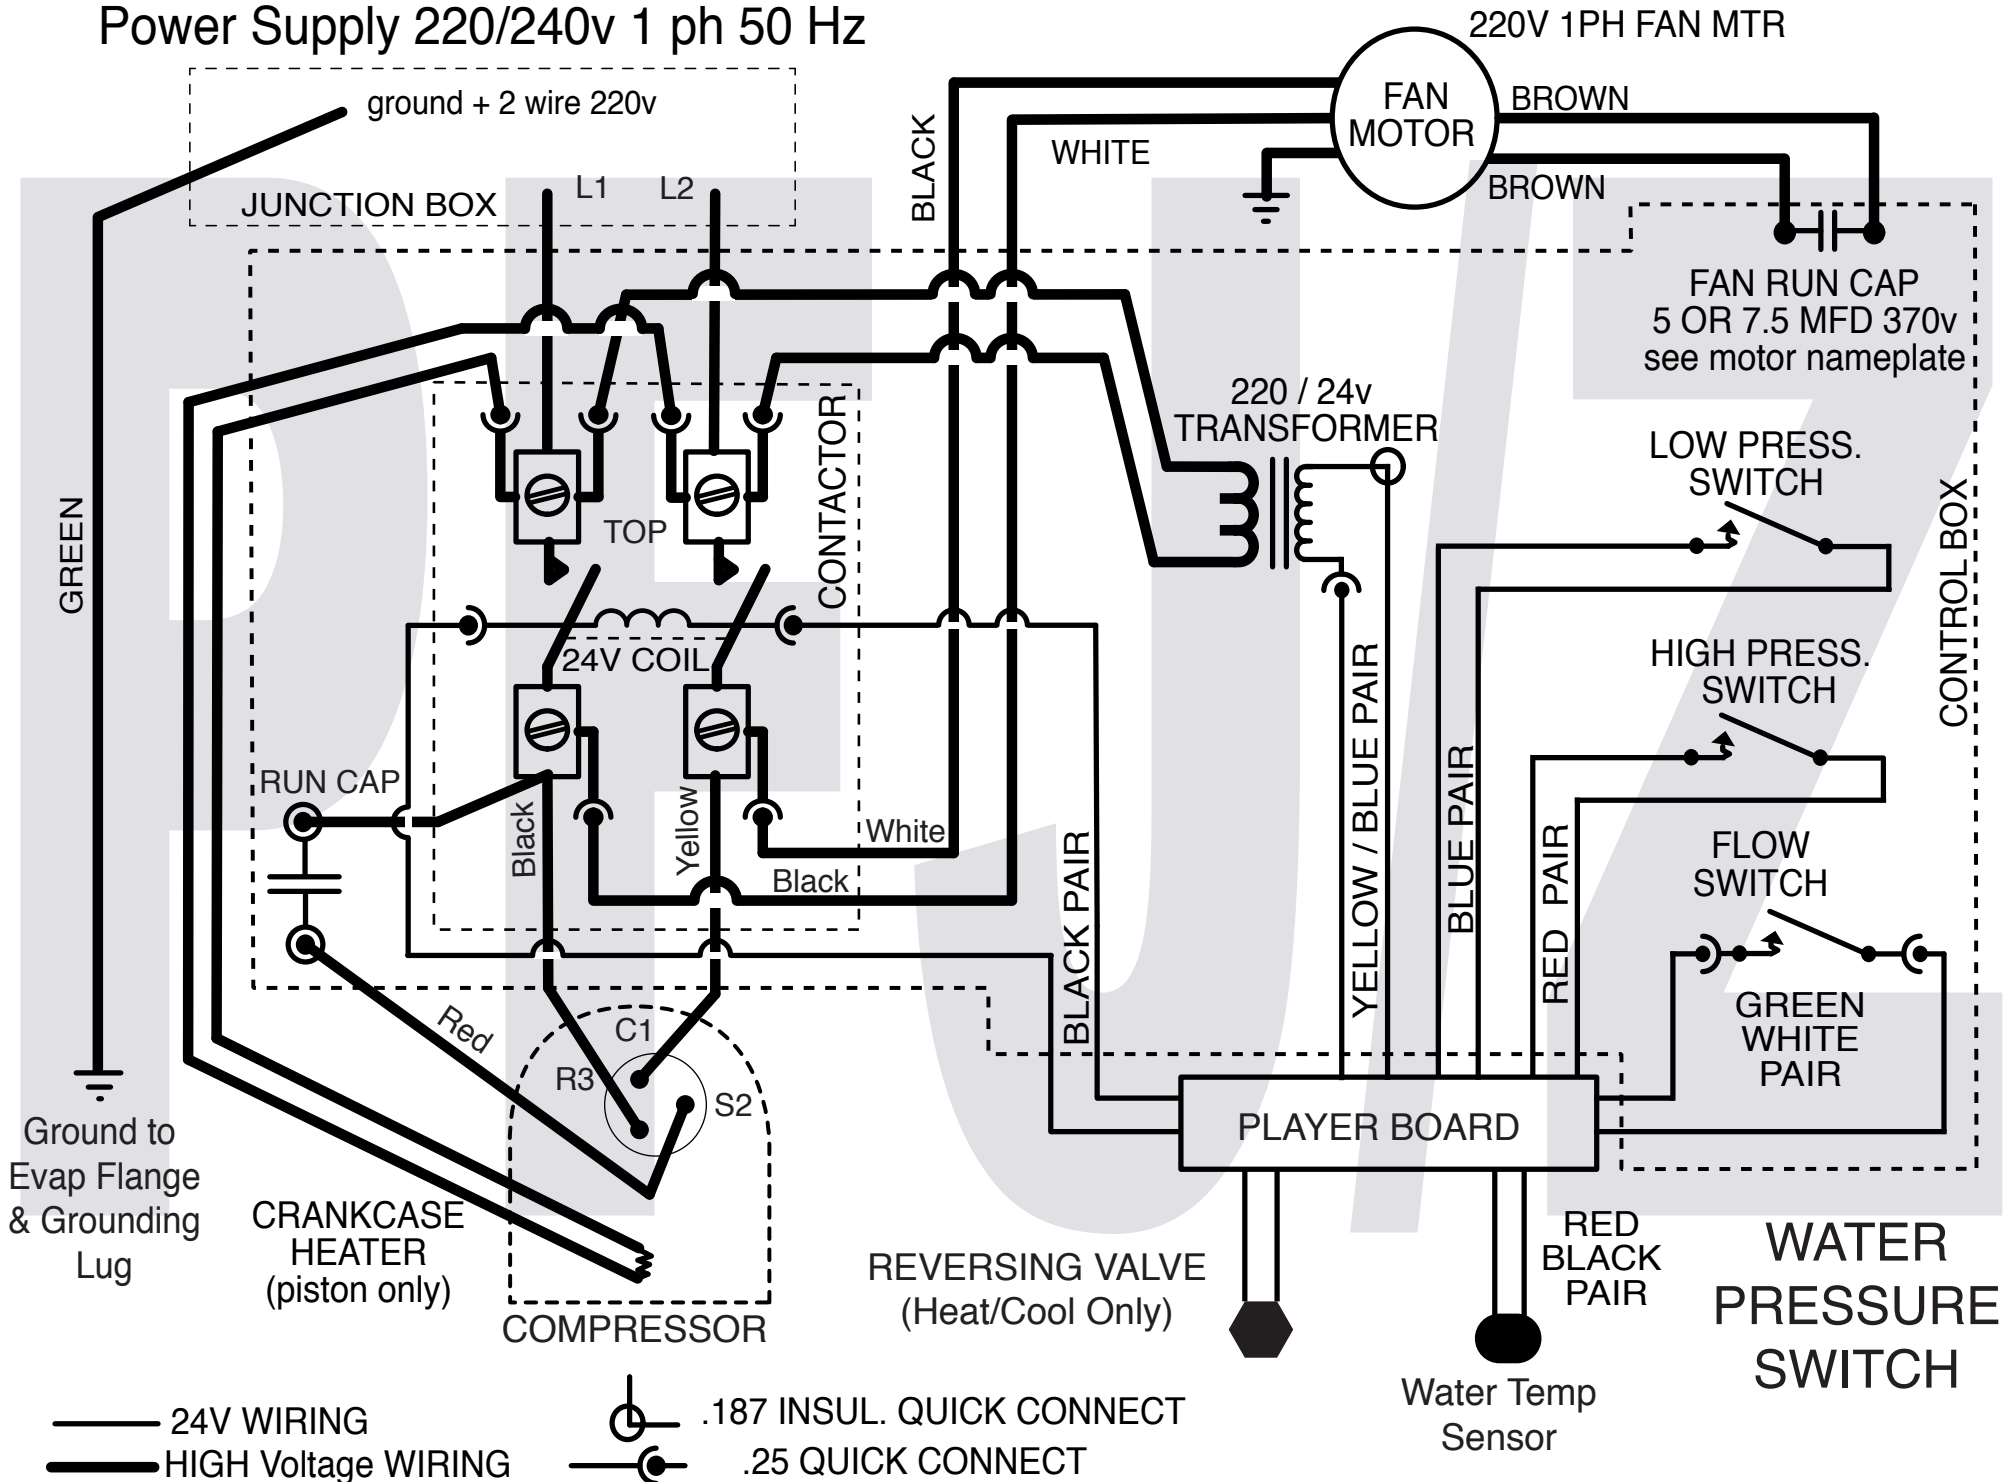 Power Supply 220/240v 1 ph 50 Hz
220V 1PH FAN MTR
ground + 2 wire 220v
FAN
MOTOR
BROWN
BLACK
WHITE
BROWN
L1
L2
JUNCTION BOX
FAN RUN CAP
5 OR 7.5 MFD 370v
see motor nameplate
220 / 24v
TRANSFORMER
LOW PRESS.
SWITCH
CONTACTOR
TOP
GREEN
CONTROL BOX
24V COIL
HIGH PRESS.
SWITCH
RUN CAP
Black
Yellow
White
Black
BLACK PAIR
YELLOW / BLUE PAIR
BLUE PAIR
RED PAIR
FLOW
SWITCH
GREEN
WHITE
PAIR
Red
C1
R3
S2
PLAYER BOARD
Ground to
Evap Flange
& Grounding
Lug
CRANKCASE
HEATER
(piston only)
COMPRESSOR
REVERSING VALVE
(Heat/Cool Only)
RED
BLACK
PAIR
WATER
PRESSURE
SWITCH
Water Temp
Sensor
24V WIRING
HIGH Voltage WIRING
.187 INSUL. QUICK CONNECT
.25 QUICK CONNECT
PFJ/Z